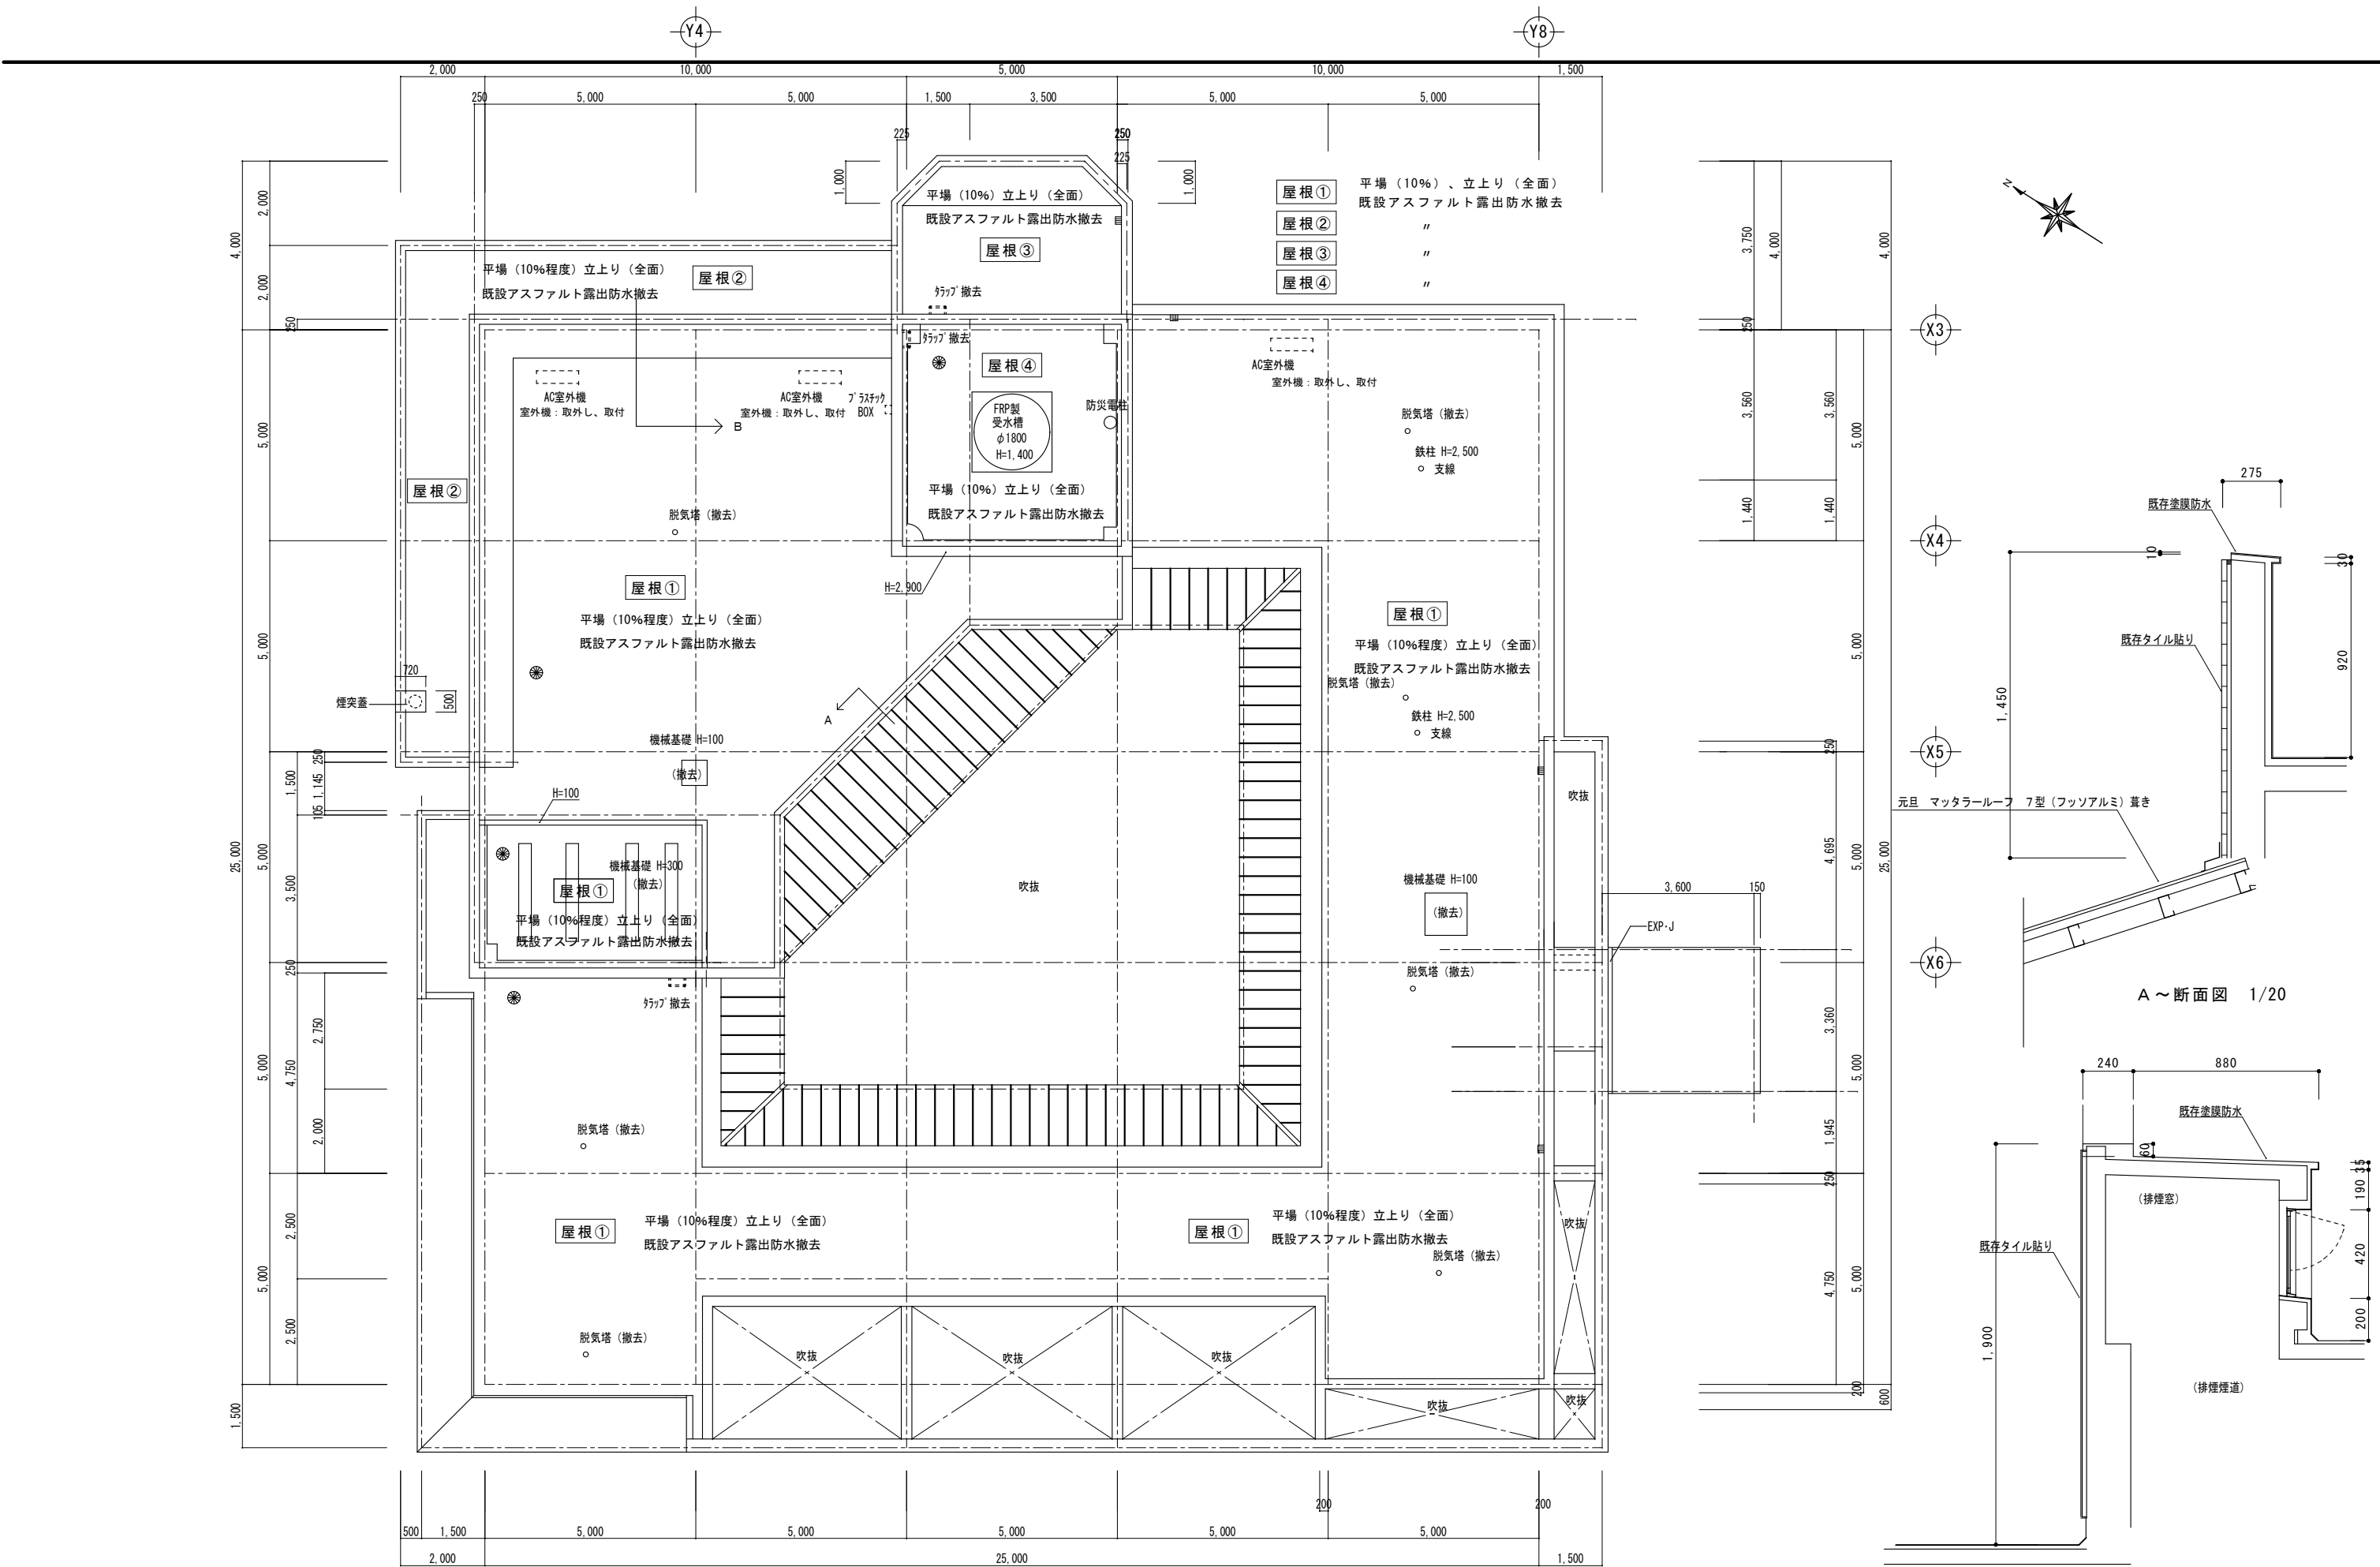 Y4
Y8
2,000
10,000
5,000
10,000
1,500
250
5,000
5,000
1,500
3,500
5,000
5,000
225
250
225
1,000
1,000
平場（10%）立上り（全面）
既設アスファルト露出防水撤去
屋根③
屋根① 平場（10%）、立上り（全面）
既設アスファルト露出防水撤去
屋根② 〃
屋根③ 〃
屋根④ 〃
N
4,000
2,000
2,000
250
3,750
4,000
4,000
250
平場（10%程度）立上り（全面）
既設アスファルト露出防水撤去
屋根②
ﾀﾗｯﾌﾟ撤去
ﾀﾗｯﾌﾟ撤去
屋根④
X3
AC室外機
室外機：取外し、取付
AC室外機
室外機：取外し、取付
ﾌﾟﾗｽﾁｯｸ
BOX
B
FRP製
受水槽
φ1800
H=1,400
防災電柱
AC室外機
室外機：取外し、取付
脱気塔（撤去）
鉄柱 H=2,500
支線
3,560
3,560
5,000
1,440
1,440
5,000
屋根②
平場（10%）立上り（全面）
既設アスファルト露出防水撤去
脱気塔（撤去）
X4
H=2,900
屋根①
平場（10%程度）立上り（全面）
既設アスファルト露出防水撤去
屋根①
平場（10%程度）立上り（全面）
既設アスファルト露出防水撤去
脱気塔（撤去）
鉄柱 H=2,500
支線
5,000
5,000
5,000
720
500
煙突蓋
A
機械基礎 H=100
（撤去）
X5
250
250
1,500
1,145
105
H=100
吹抜
25,000
5,000
3,500
機械基礎 H=300
（撤去）
屋根①
平場（10%程度）立上り（全面）
既設アスファルト露出防水撤去
吹抜
機械基礎 H=100
（撤去）
4,695
5,000
25,000
3,600
150
EXP・J
X6
250
ﾀﾗｯﾌﾟ撤去
脱気塔（撤去）
2,750
5,000
4,750
2,000
3,360
5,000
1,945
250
脱気塔（撤去）
屋根①
平場（10%程度）立上り（全面）
既設アスファルト露出防水撤去
屋根①
平場（10%程度）立上り（全面）
既設アスファルト露出防水撤去
脱気塔（撤去）
吹抜
2,500
5,000
2,500
4,750
5,000
脱気塔（撤去）
吹抜
吹抜
吹抜
吹抜
吹抜
1,500
200
600
200
200
500
1,500
5,000
5,000
5,000
5,000
5,000
2,000
25,000
1,500
275
既存塗膜防水
10
30
既存タイル貼り
920
1,450
元旦 マッタラールーフ 7型（フッソアルミ）葺き
A～断面図 1/20
240
880
既存塗膜防水
60
35
190
（排煙窓）
420
既存タイル貼り
200
1,900
（排煙煙道）